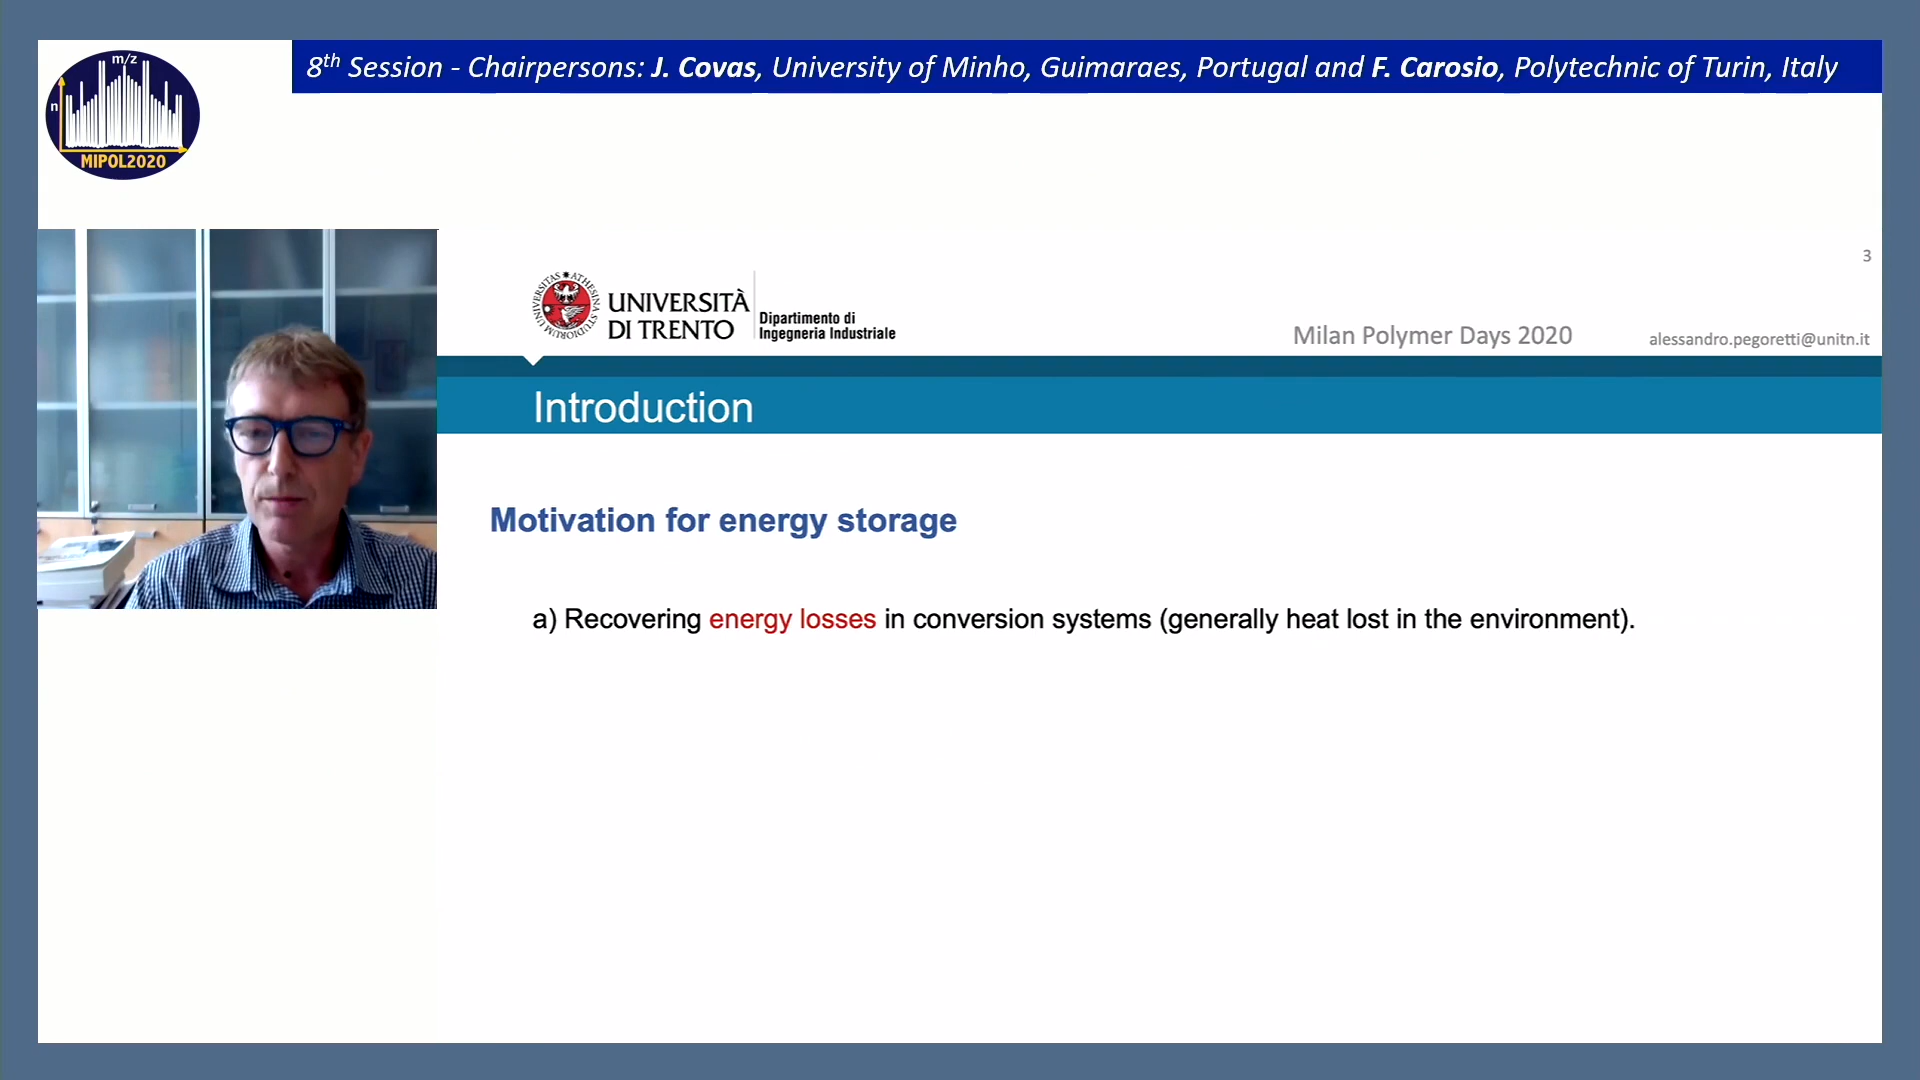 8th Session - Chairpersons: J. Covas, University of Minho, Guimaraes, Portugal and F. Carosio, Polytechnic of Turin, Italy
m/z
n
MIPOL2020
3
UNIVERSITÀ
DI TRENTO
Dipartimento di
Ingegneria Industriale
Milan Polymer Days 2020
alessandro.pegoretti@unitn.it
Introduction
Motivation for energy storage
a) Recovering energy losses in conversion systems (generally heat lost in the environment).